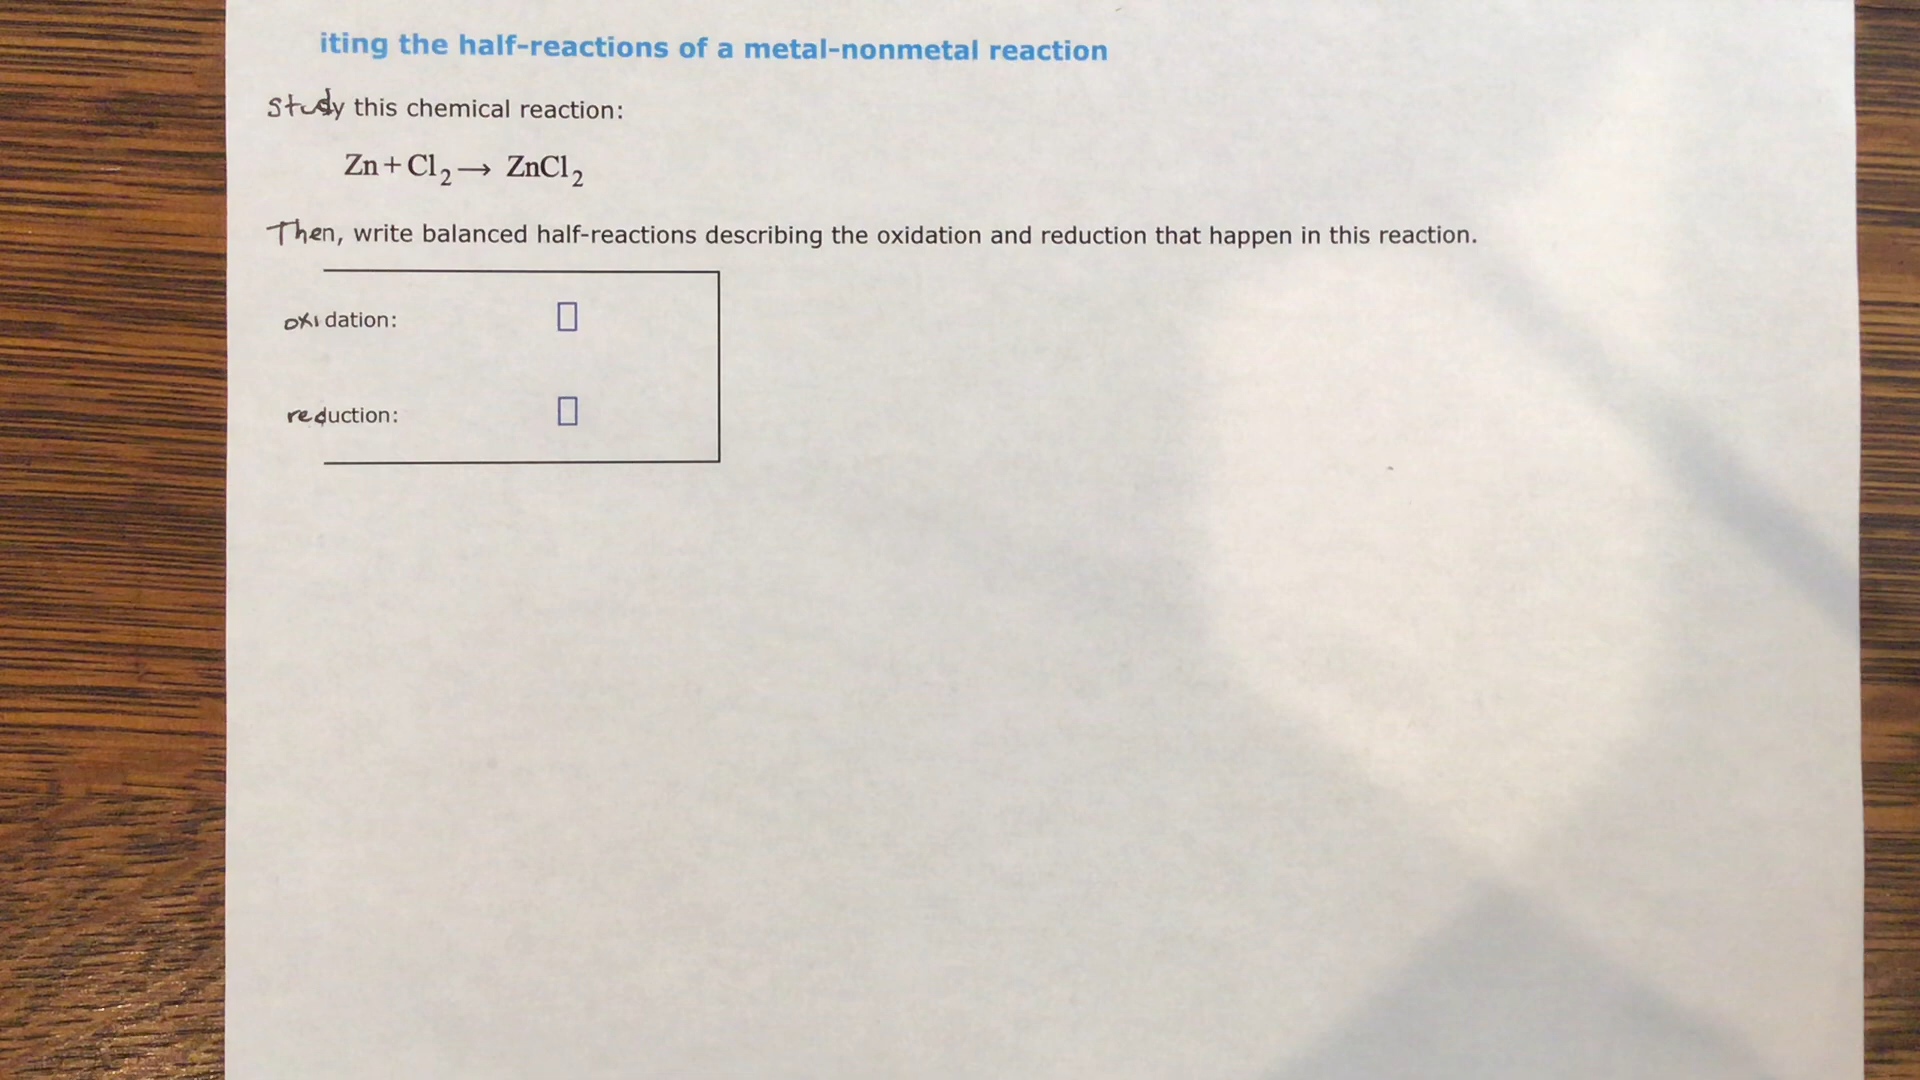 iting the half-reactions of a metal-nonmetal reaction
Study this chemical reaction:
Zn + Cl₂ → ZnCl₂
Then, write balanced half-reactions describing the oxidation and reduction that happen in this reaction.
oxidation:
reduction: